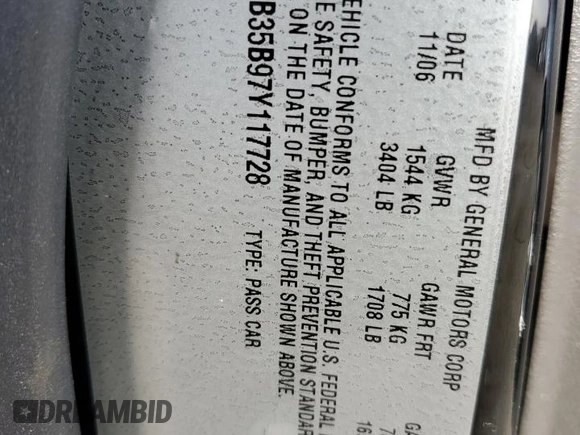 MFD BY GENERAL MOTORS CORP
DATE GVWR GAWR FRT
11/06 1544 KG 775 KG
3404 LB 1708 LB
VEHICLE CONFORMS TO ALL APPLICABLE U.S. FEDERAL
SAFETY, BUMPER, AND THEFT PREVENTION STANDAR
ON THE DATE OF MANUFACTURE SHOWN ABOVE.
B35B97Y117728 TYPE: PASS CAR
DREAMBID